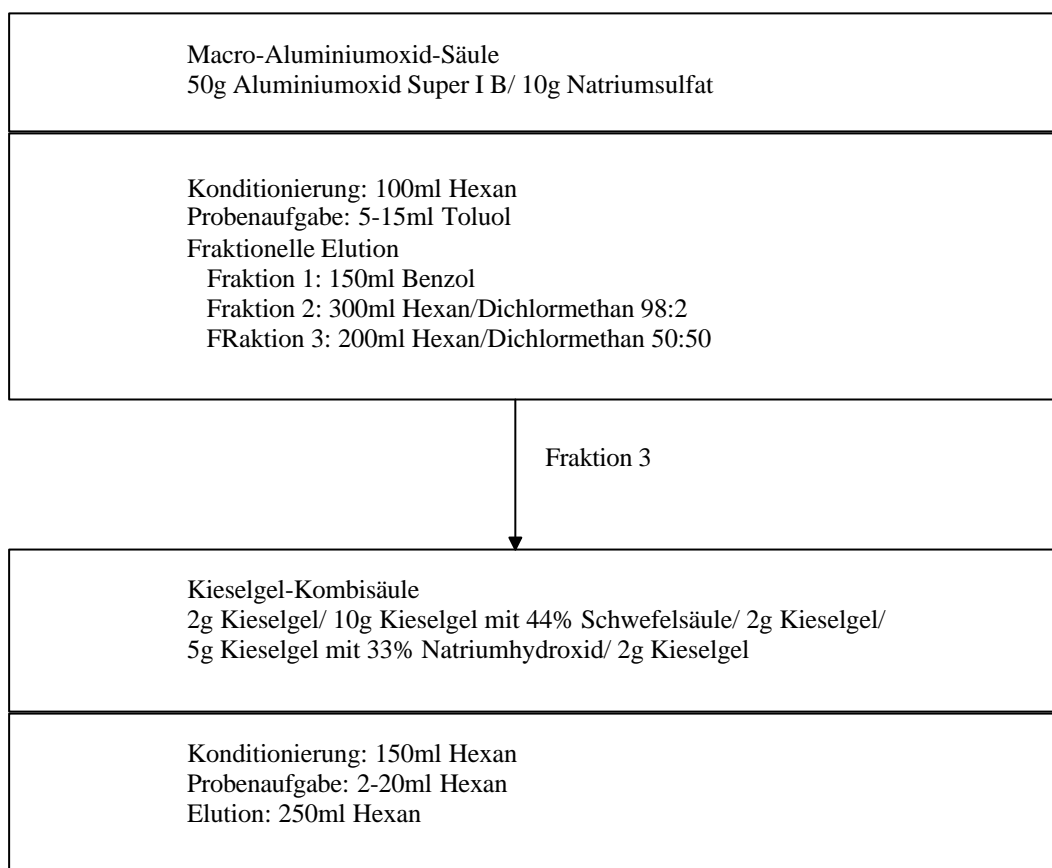 Macro-Aluminiumoxid-Säule
50g Aluminiumoxid Super I B/ 10g Natriumsulfat
Konditionierung: 100ml Hexan
Probenaufgabe: 5-15ml Toluol
Fraktionelle Elution
Fraktion 1: 150ml Benzol
Fraktion 2: 300ml Hexan/Dichlormethan 98:2
FRaktion 3: 200ml Hexan/Dichlormethan 50:50
Fraktion 3
Kieselgel-Kombisäule
2g Kieselgel/ 10g Kieselgel mit 44% Schwefelsäule/ 2g Kieselgel/
5g Kieselgel mit 33% Natriumhydroxid/ 2g Kieselgel
Konditionierung: 150ml Hexan
Probenaufgabe: 2-20ml Hexan
Elution: 250ml Hexan